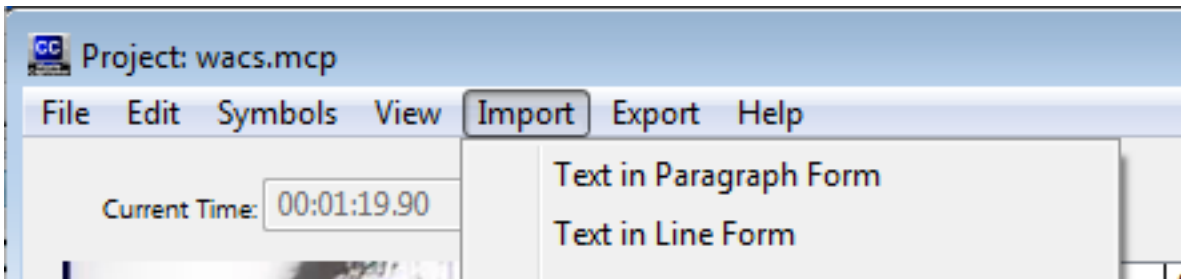 CC
Project: wacs.mcp
File Edit Symbols View Import Export Help
Text in Paragraph Form
Current Time: 00:01:19.90
Text in Line Form